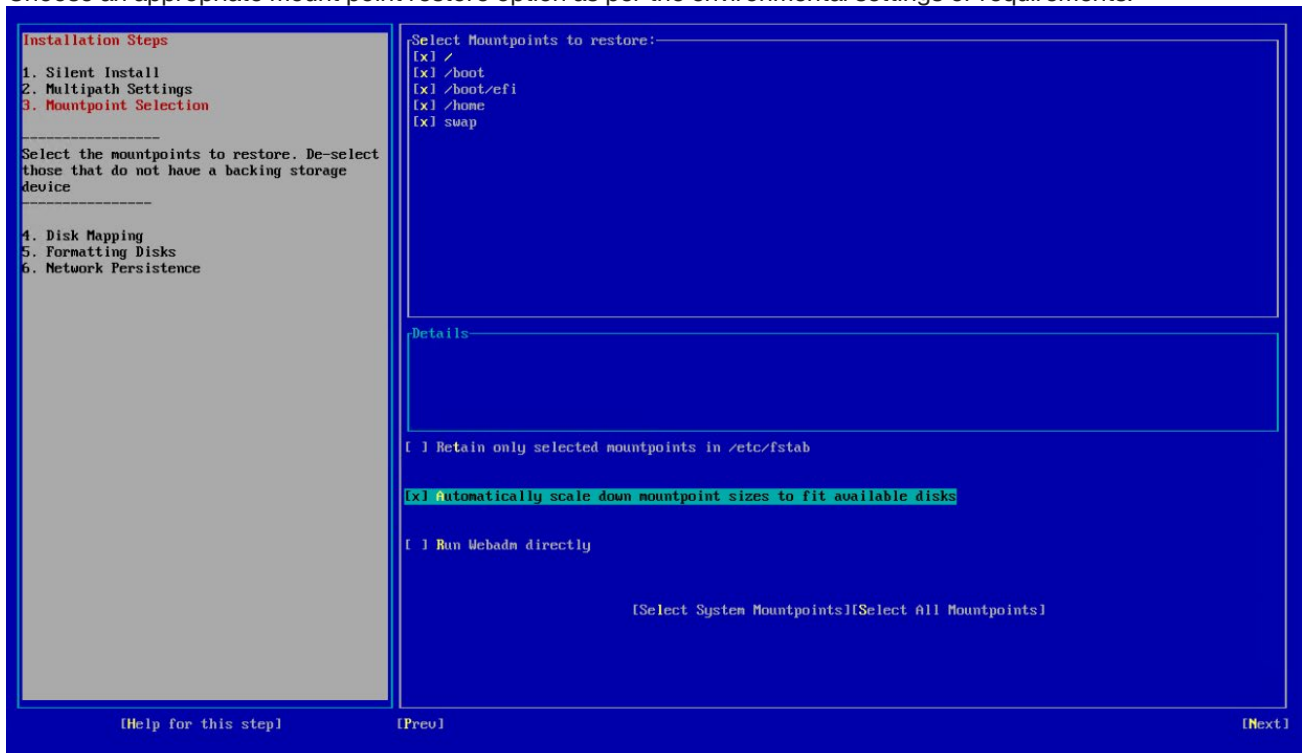 Choose an appropriate mount point restore option as per the environmental settings or requirements.
Installation Steps
1. Silent Install
2. Multipath Settings
3. Mountpoint Selection
-----------------
Select the mountpoints to restore. De-select
those that do not have a backing storage
device
----------------
4. Disk Mapping
5. Formatting Disks
6. Network Persistence
Select Mountpoints to restore:
[x] /
[x] /boot
[x] /boot/efi
[x] /home
[x] swap
Details
[ ] Retain only selected mountpoints in /etc/fstab
[x] Automatically scale down mountpoint sizes to fit available disks
[ ] Run Webadm directly
[Select System Mountpoints][Select All Mountpoints]
[Help for this step] [Prev] [Next]